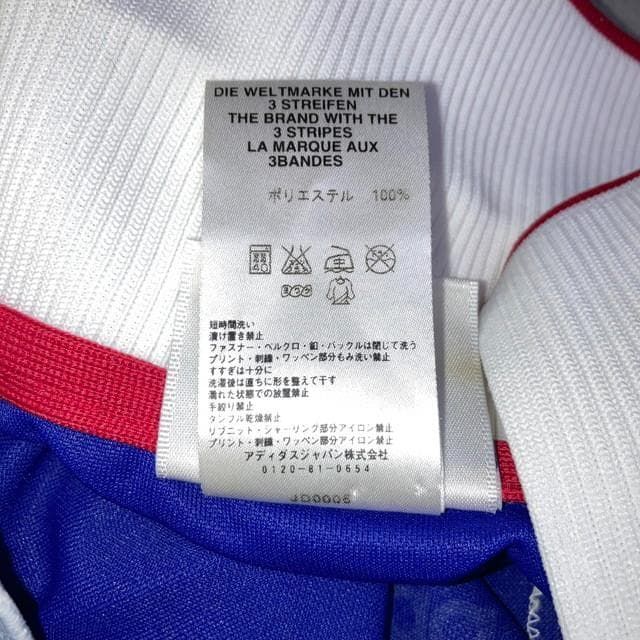 DIE WELTMARKE MIT DEN
3 STREIFEN
THE BRAND WITH THE
3 STRIPES
LA MARQUE AUX
3BANDES
ポリエステル 100%
短時間洗い
漬け置き禁止
ファスナー・ベルクロ・釦・バックルは閉じて洗う
プリント・刺繍・ワッペン部分もみ洗い禁止
すすぎは十分に
洗濯後は直ちに形を整えて干す
濡れた状態での放置禁止
手絞り禁止
タンブル乾燥禁止
リブニット・シャーリング部分アイロン禁止
プリント・刺繍・ワッペン部分アイロン禁止
アディダスジャパン株式会社
0120-81-0654